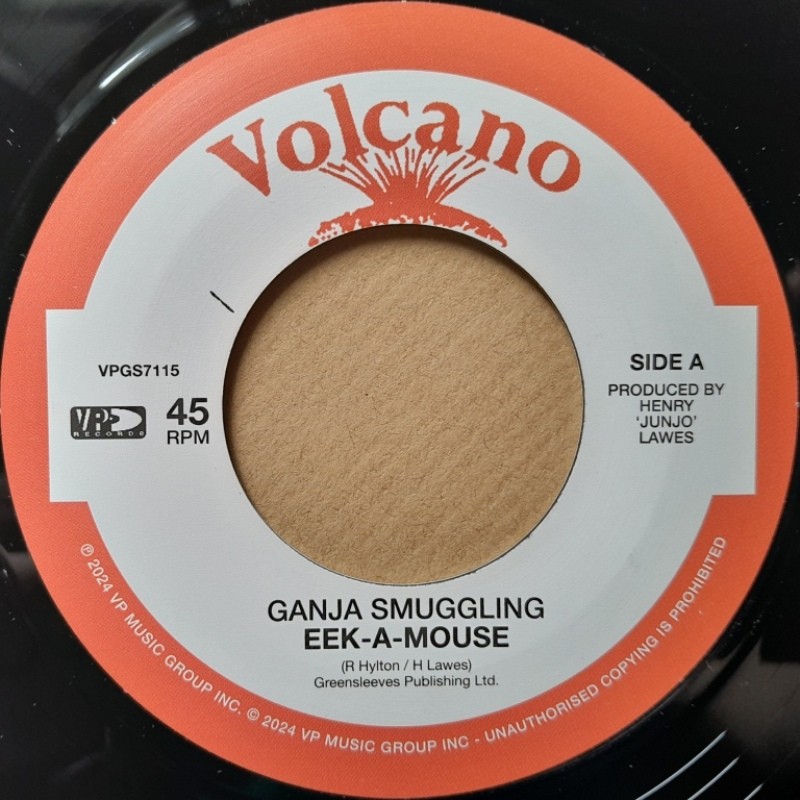 Volcano
VPGS7115
VP
RECORDS
45
RPM
SIDE A
PRODUCED BY
HENRY
'JUNJO'
LAWES
GANJA SMUGGLING
EEK-A-MOUSE
(R Hylton / H Lawes)
Greensleeves Publishing Ltd.
℗ 2024 VP MUSIC GROUP INC. © 2024 VP MUSIC GROUP INC - UNAUTHORISED COPYING IS PROHIBITED